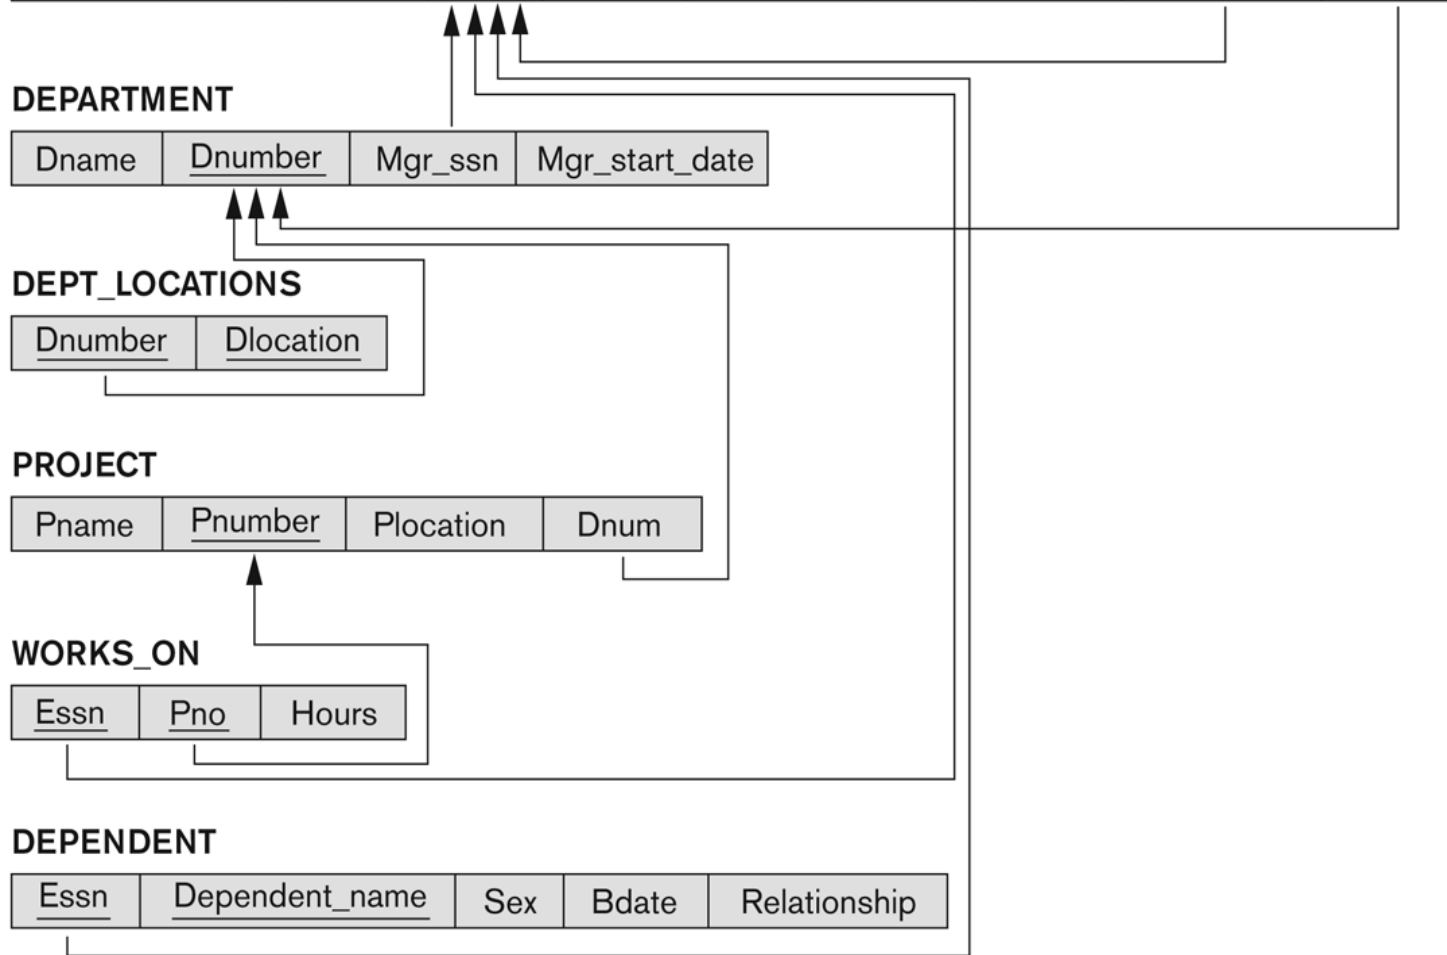 DEPARTMENT
Dname Dnumber Mgr_ssn Mgr_start_date
DEPT_LOCATIONS
Dnumber Dlocation
PROJECT
Pname Pnumber Plocation Dnum
WORKS_ON
Essn Pno Hours
DEPENDENT
Essn Dependent_name Sex Bdate Relationship